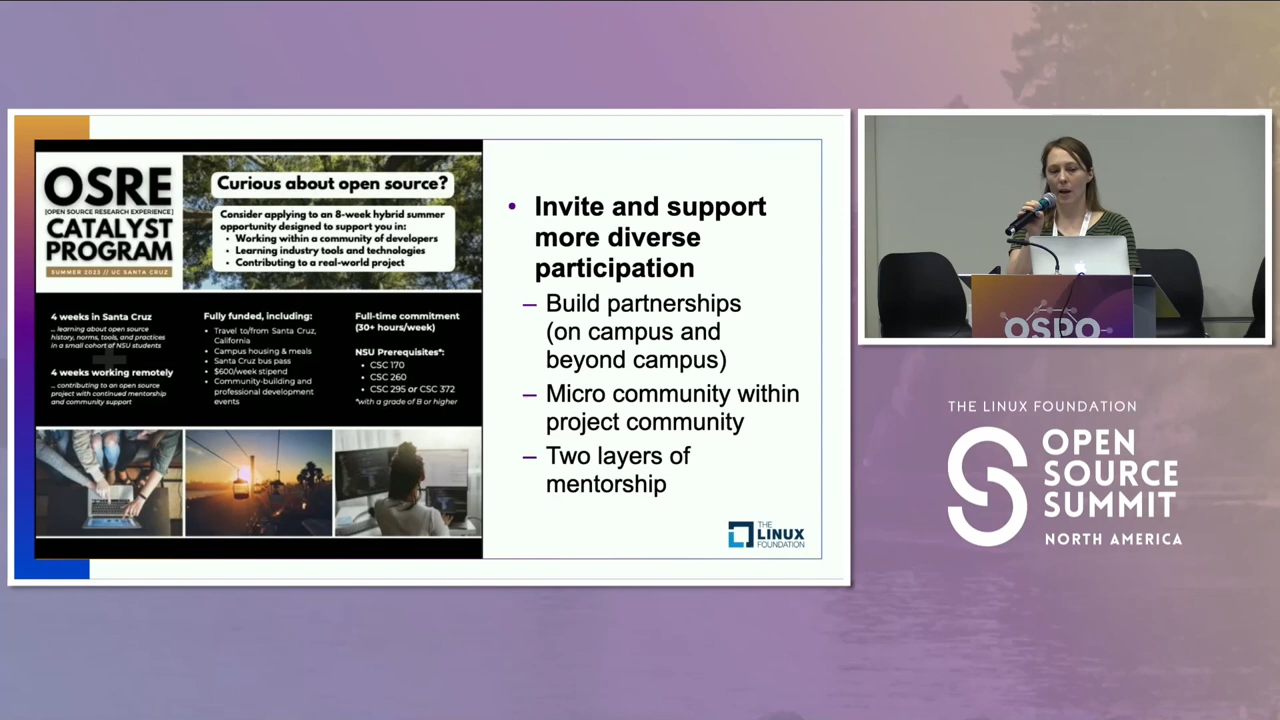 OSRE
[OPEN SOURCE RESEARCH EXPERIENCE]
CATALYST
PROGRAM
SUMMER 2023 // UC SANTA CRUZ
Curious about open source?
Consider applying to an 8-week hybrid summer
opportunity designed to support you in:
• Working within a community of developers
• Learning industry tools and technologies
• Contributing to a real-world project
4 weeks in Santa Cruz
... learning about open source
history, norms, tools, and practices
in a small cohort of NSU students
+
4 weeks working remotely
... contributing to an open source
project with continued mentorship
and community support
Fully funded, including:
• Travel to/from Santa Cruz,
California
• Campus housing & meals
• Santa Cruz bus pass
• $600/week stipend
• Community-building and
professional development
events
Full-time commitment
(30+ hours/week)
NSU Prerequisites*:
• CSC 170
• CSC 260
• CSC 295 or CSC 372
*with a grade of B or higher
• Invite and support
more diverse
participation
– Build partnerships
(on campus and
beyond campus)
– Micro community within
project community
– Two layers of
mentorship
THE
LINUX
FOUNDATION
OSPO
THE LINUX FOUNDATION
OPEN
SOURCE
SUMMIT
NORTH AMERICA